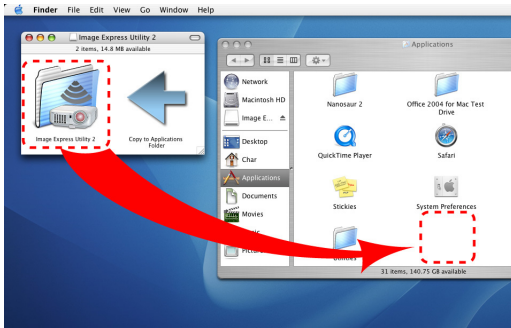 Finder File Edit View Go Window Help
Image Express Utility 2
2 items, 14.8 MB available
Image Express Utility 2
Copy to Applications
Folder
Applications
Network
Macintosh HD
Image E...
Desktop
Char
Applications
Documents
Movies
Nanosaur 2
Office 2004 for Mac Test
Drive
QuickTime Player
Safari
Stickies
System Preferences
Utilities
31 items, 140.75 GB available